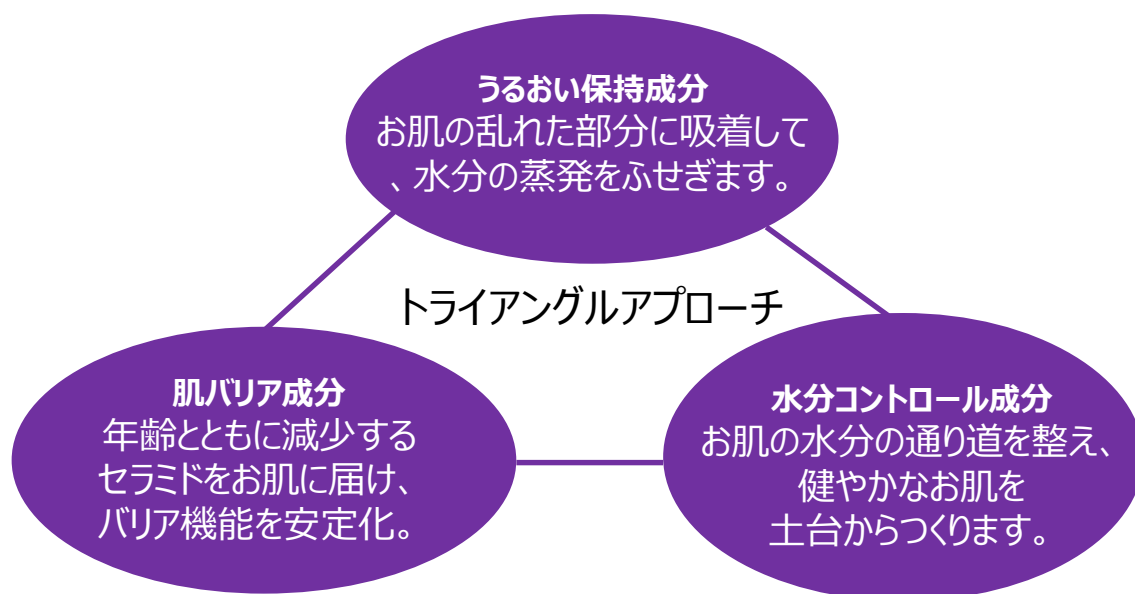 うるおい保持成分
お肌の乱れた部分に吸着して
、水分の蒸発をふせぎます。
トライアングルアプローチ
肌バリア成分
年齢とともに減少する
セラミドをお肌に届け、
バリア機能を安定化。
水分コントロール成分
お肌の水分の通り道を整え、
健やかなお肌を
土台からつくります。